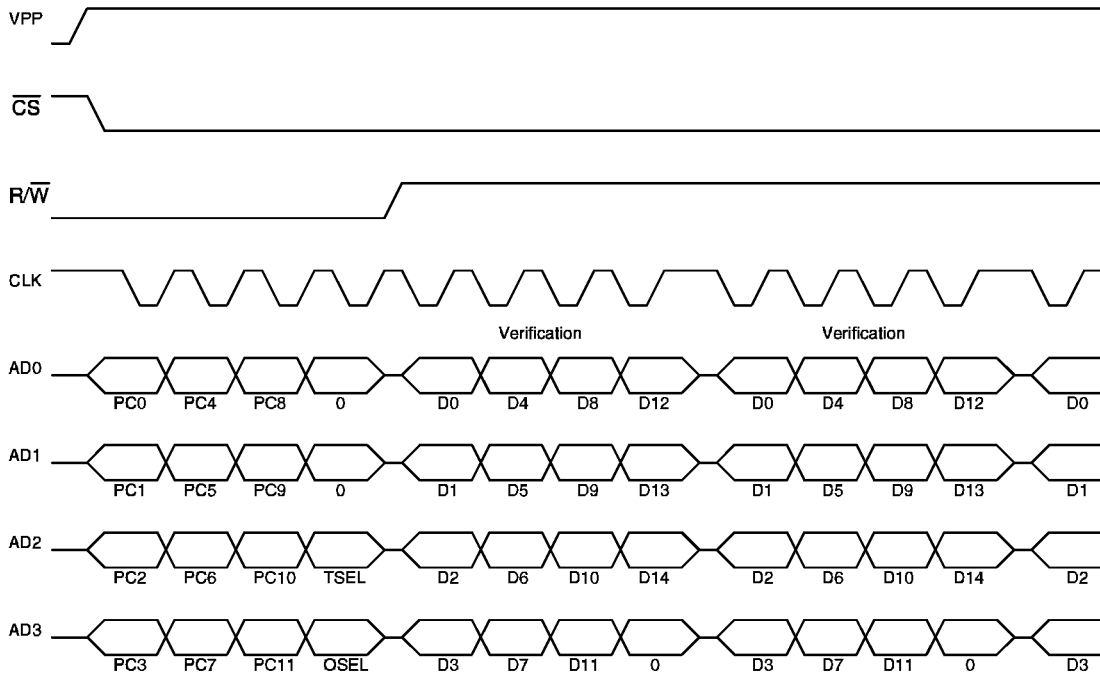 VPP
CS
R/W
CLK
Verification Verification
AD0
PC0 PC4 PC8 0 D0 D4 D8 D12 D0 D4 D8 D12 D0
AD1
PC1 PC5 PC9 0 D1 D5 D9 D13 D1 D5 D9 D13 D1
AD2
PC2 PC6 PC10 TSEL D2 D6 D10 D14 D2 D6 D10 D14 D2
AD3
PC3 PC7 PC11 OSEL D3 D7 D11 0 D3 D7 D11 0 D3